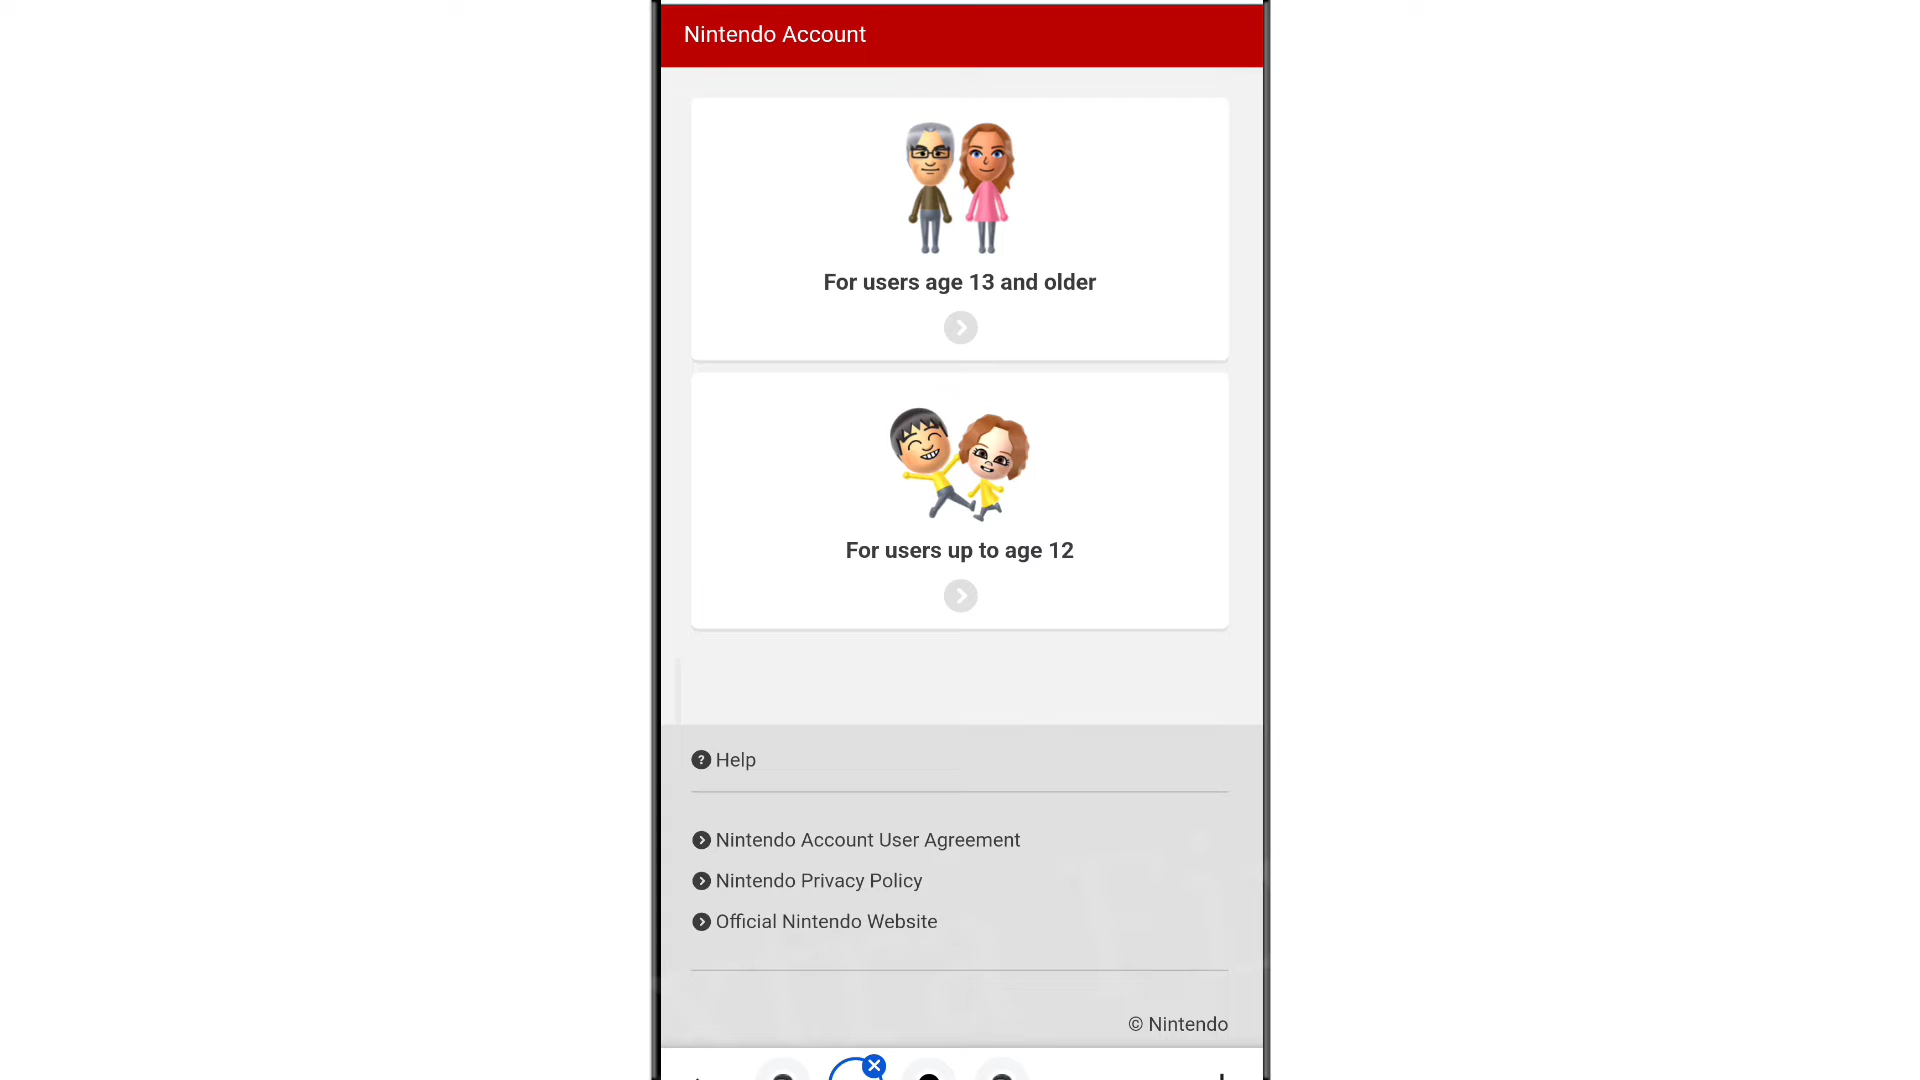 Nintendo Account
For users age 13 and older
For users up to age 12
Help
Nintendo Account User Agreement
Nintendo Privacy Policy
Official Nintendo Website
© Nintendo